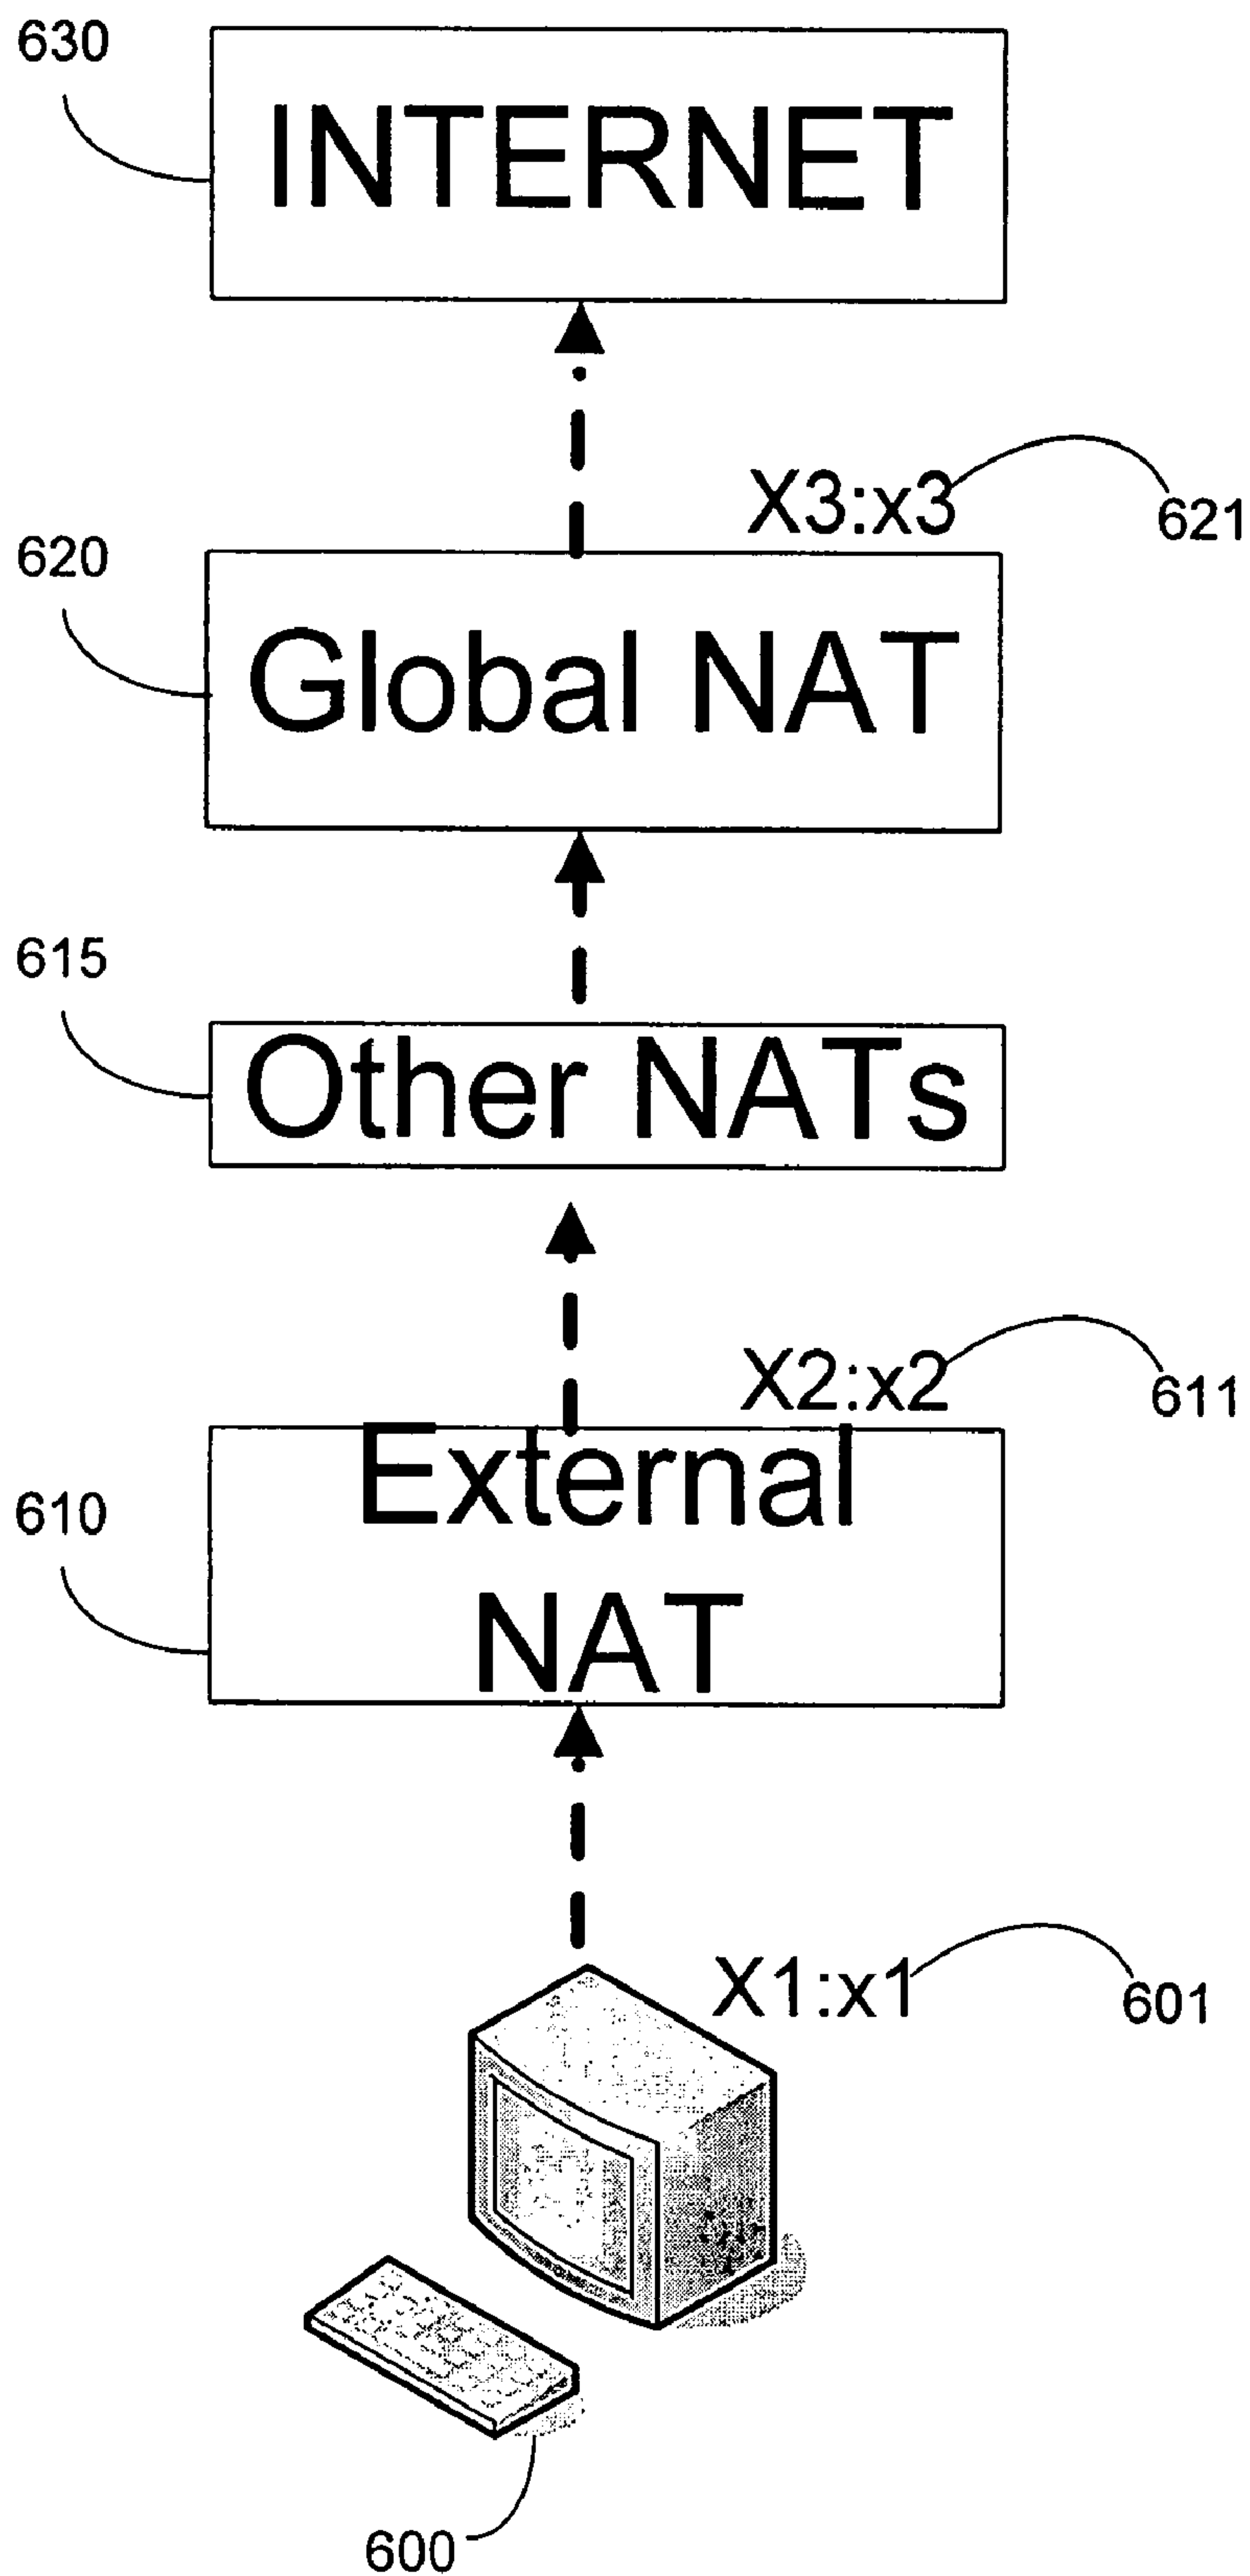 630
INTERNET
X3:x3
621
620
Global NAT
615
Other NATs
X2:x2
611
External
NAT
610
X1:x1
601
600